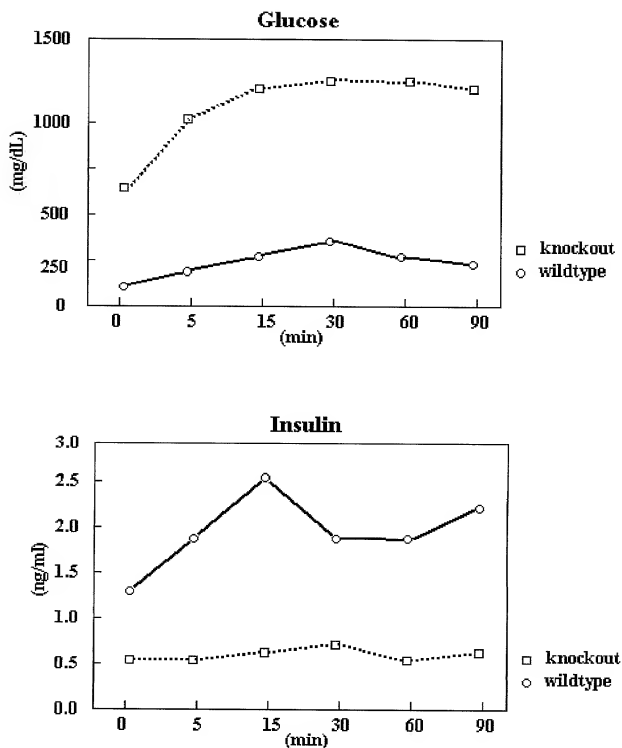 Glucose
1500
1000
500
250
0
(mg/dL)
0 5 15 30 60 90
(min)
knockout
wildtype
Insulin
3.0
2.5
2.0
1.5
1.0
0.5
0.0
(ng/ml)
0 5 15 30 60 90
(min)
knockout
wildtype